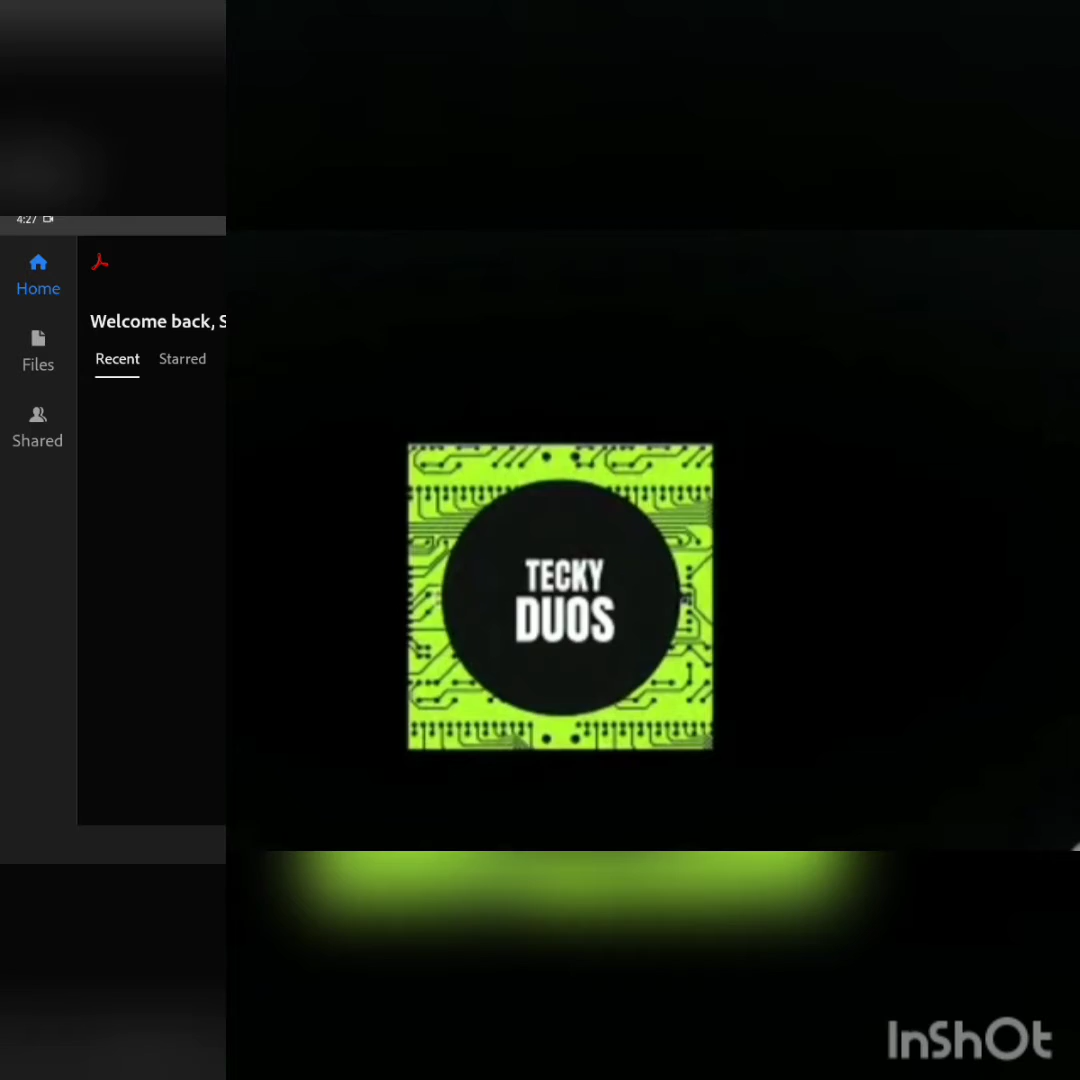 4:27
Home
Welcome back, S
Recent Starred
Files
Shared
TECKY
DUOS
InShOt